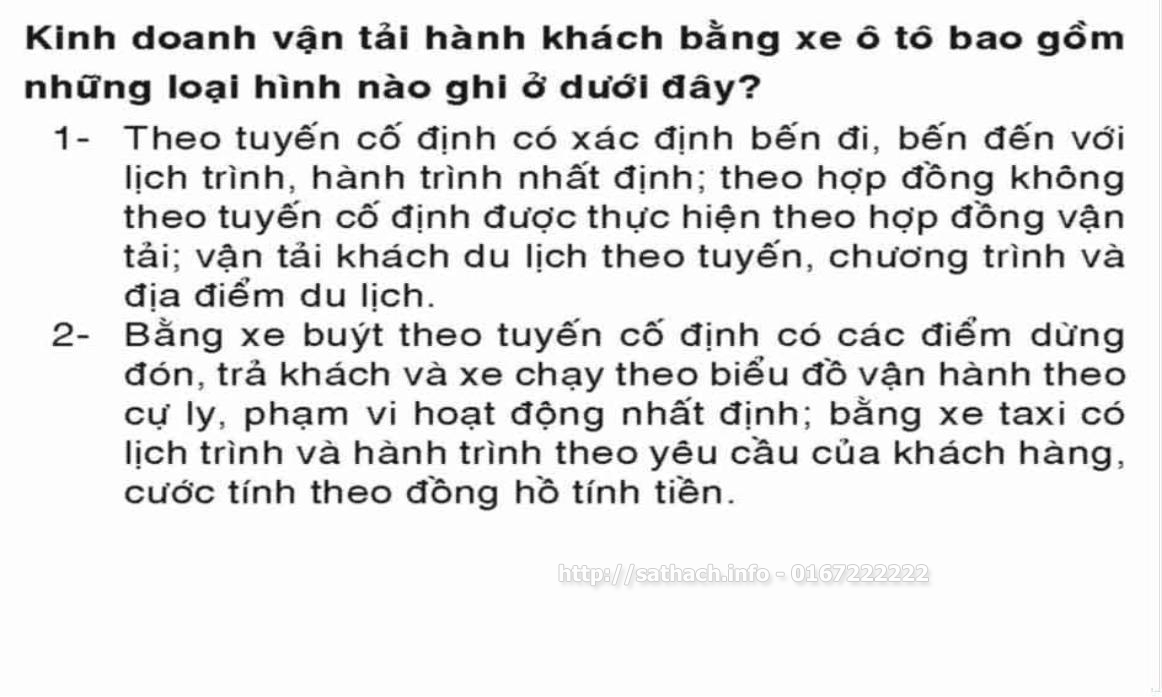 Kinh doanh vận tải hành khách bằng xe ô tô bao gồm
những loại hình nào ghi ở dưới đây?
1- Theo tuyến cố định có xác định bến đi, bến đến với
lịch trình, hành trình nhất định; theo hợp đồng không
theo tuyến cố định được thực hiện theo hợp đồng vận
tải; vận tải khách du lịch theo tuyến, chương trình và
địa điểm du lịch.
2- Bằng xe buýt theo tuyến cố định có các điểm dừng
đón, trả khách và xe chạy theo biểu đồ vận hành theo
cự ly, phạm vi hoạt động nhất định; bằng xe taxi có
lịch trình và hành trình theo yêu cầu của khách hàng,
cước tính theo đồng hồ tính tiền.
http://sathach.info - 0167222222